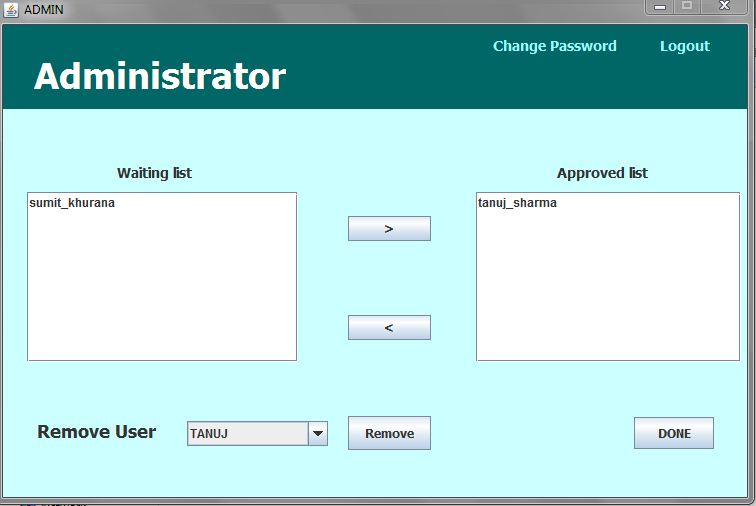 ADMIN
Change Password Logout
Administrator
Waiting list Approved list
sumit_khurana tanuj_sharma
>
<
Remove User TANUJ Remove DONE